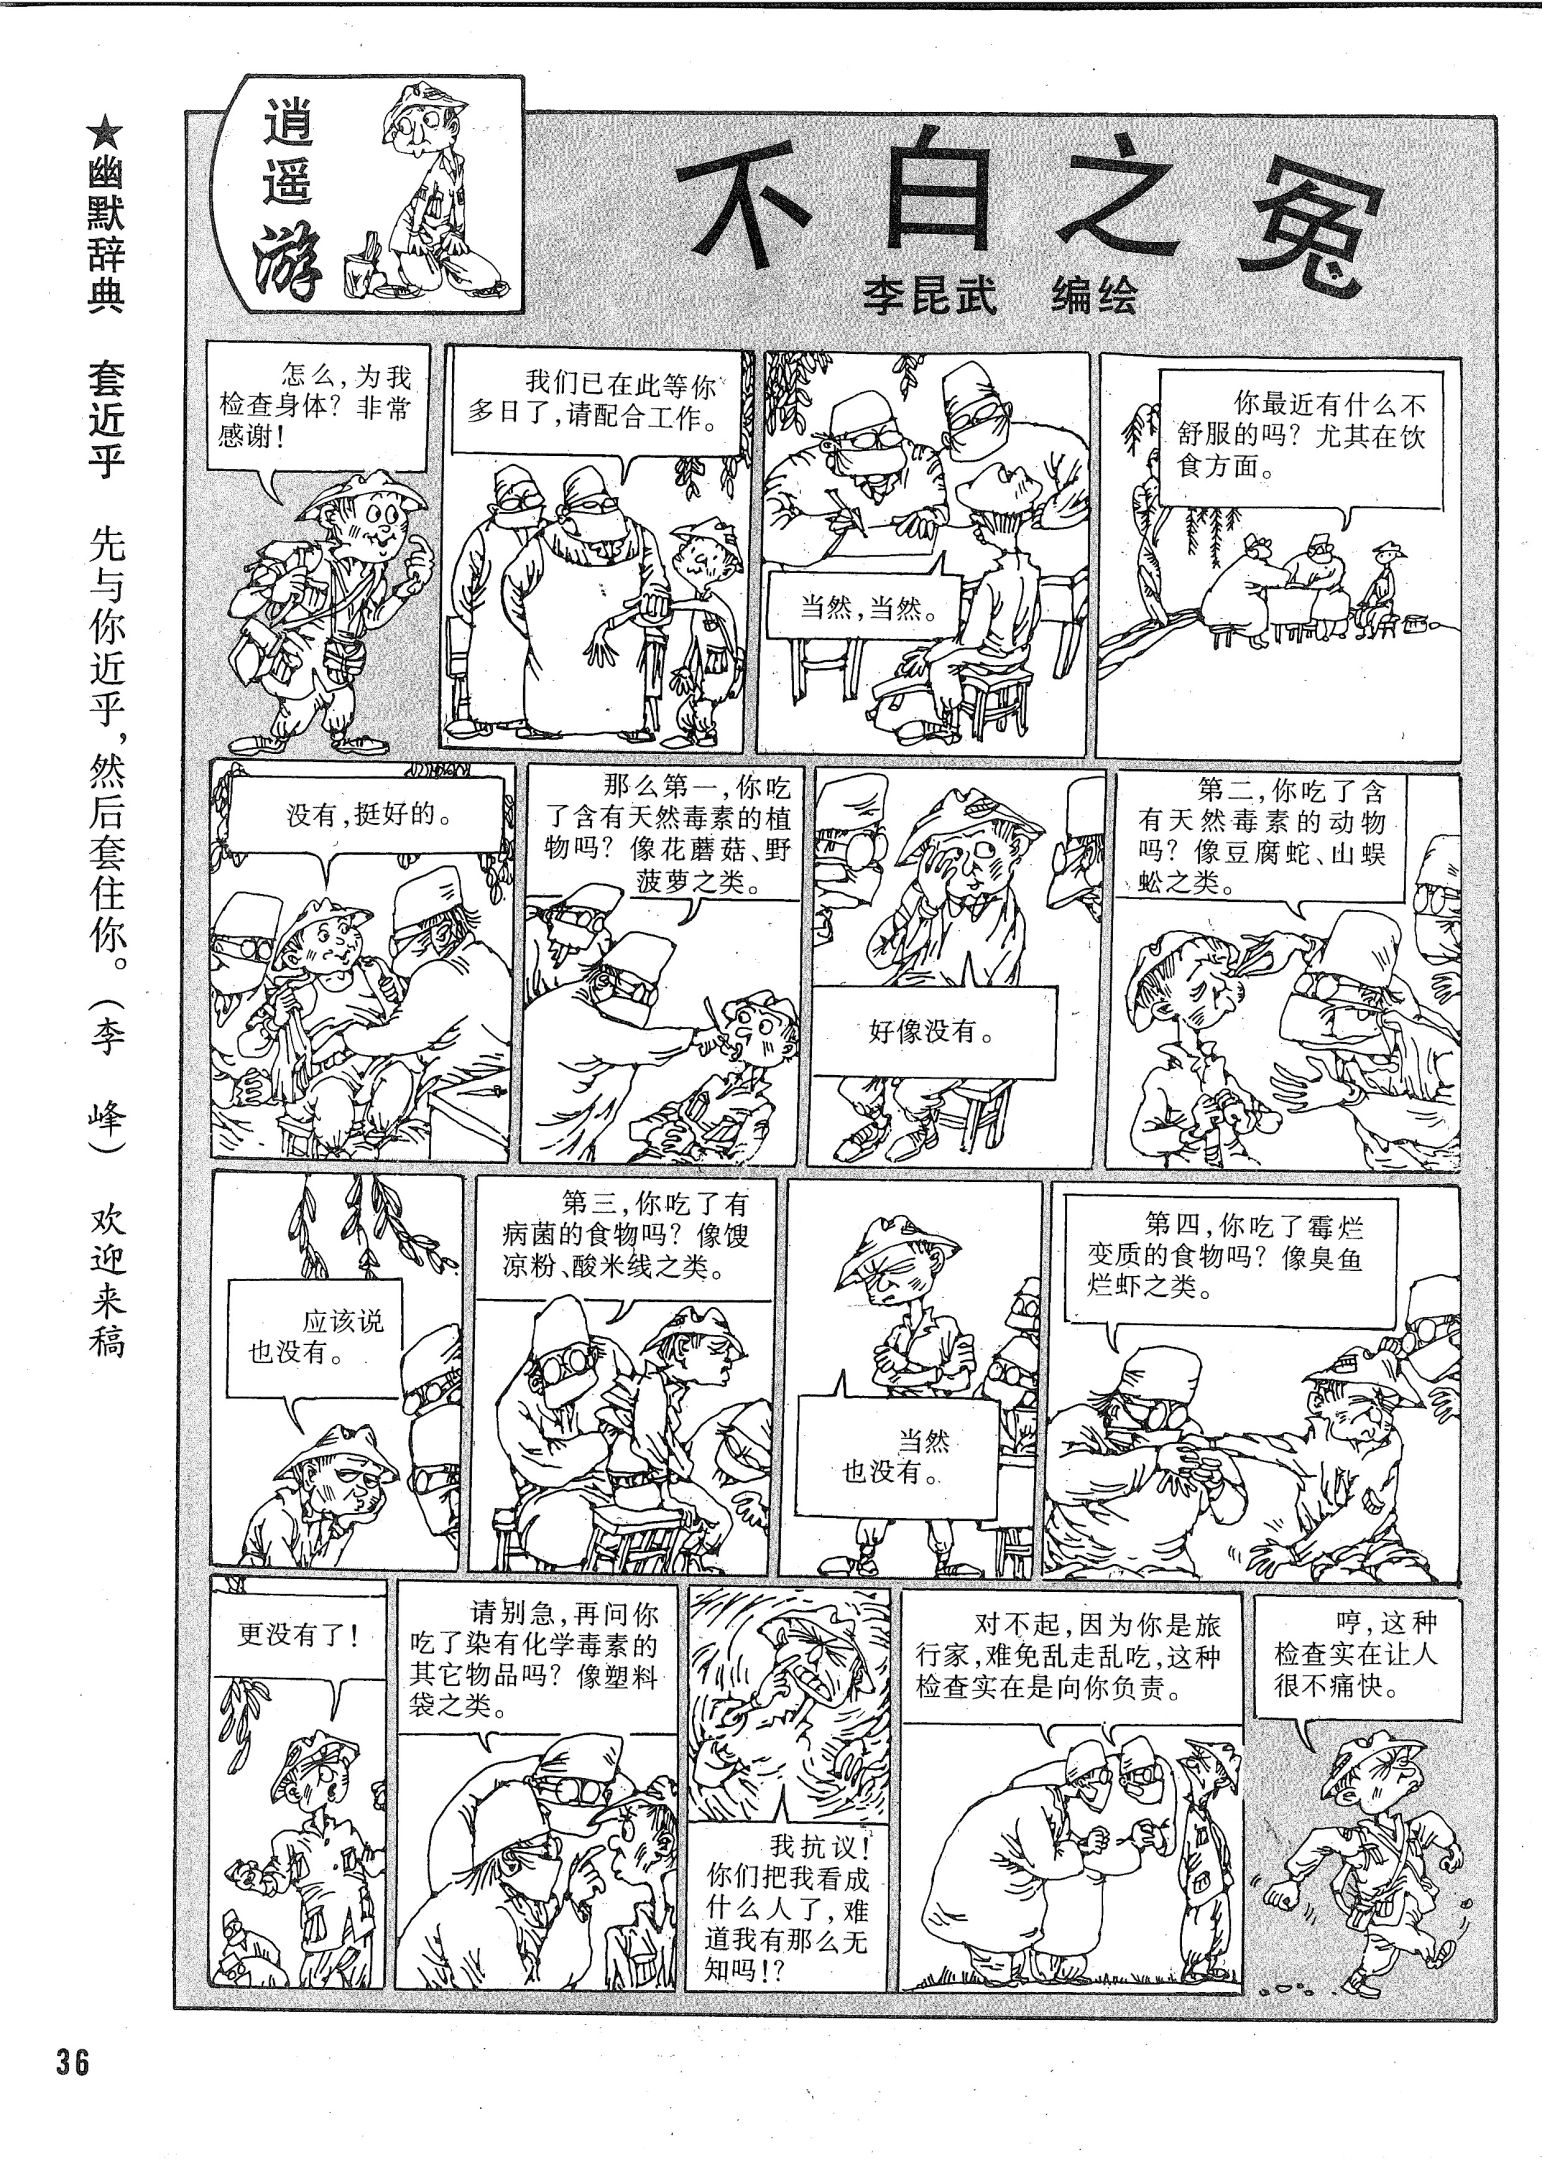 ★幽默辞典 套近乎 先与你近乎,然后套住你。(李 峰) 欢迎来稿
逍遥游
不白之冤
李昆武 编绘
怎么,为我
检查身体? 非常
感谢!
我们已在此等你
多日了,请配合工作。
当然,当然。
你最近有什么不
舒服的吗? 尤其在饮
食方面。
没有,挺好的。
那么第一,你吃
了含有天然毒素的植
物吗? 像花蘑菇、野
菠萝之类。
好像没有。
第二,你吃了含
有天然毒素的动物
吗? 像豆腐蛇、山蜈
蚣之类。
应该说
也没有。
第三,你吃了有
病菌的食物吗? 像馊
凉粉、酸米线之类。
当然
也没有。
第四,你吃了霉烂
变质的食物吗? 像臭鱼
烂虾之类。
更没有了!
请别急,再问你
吃了染有化学毒素的
其它物品吗? 像塑料
袋之类。
我抗议!
你们把我看成
什么人了,难
道我有那么无
知吗!?
对不起,因为你是旅
行家,难免乱走乱吃,这种
检查实在是向你负责。
哼,这种
检查实在让人
很不痛快。
36